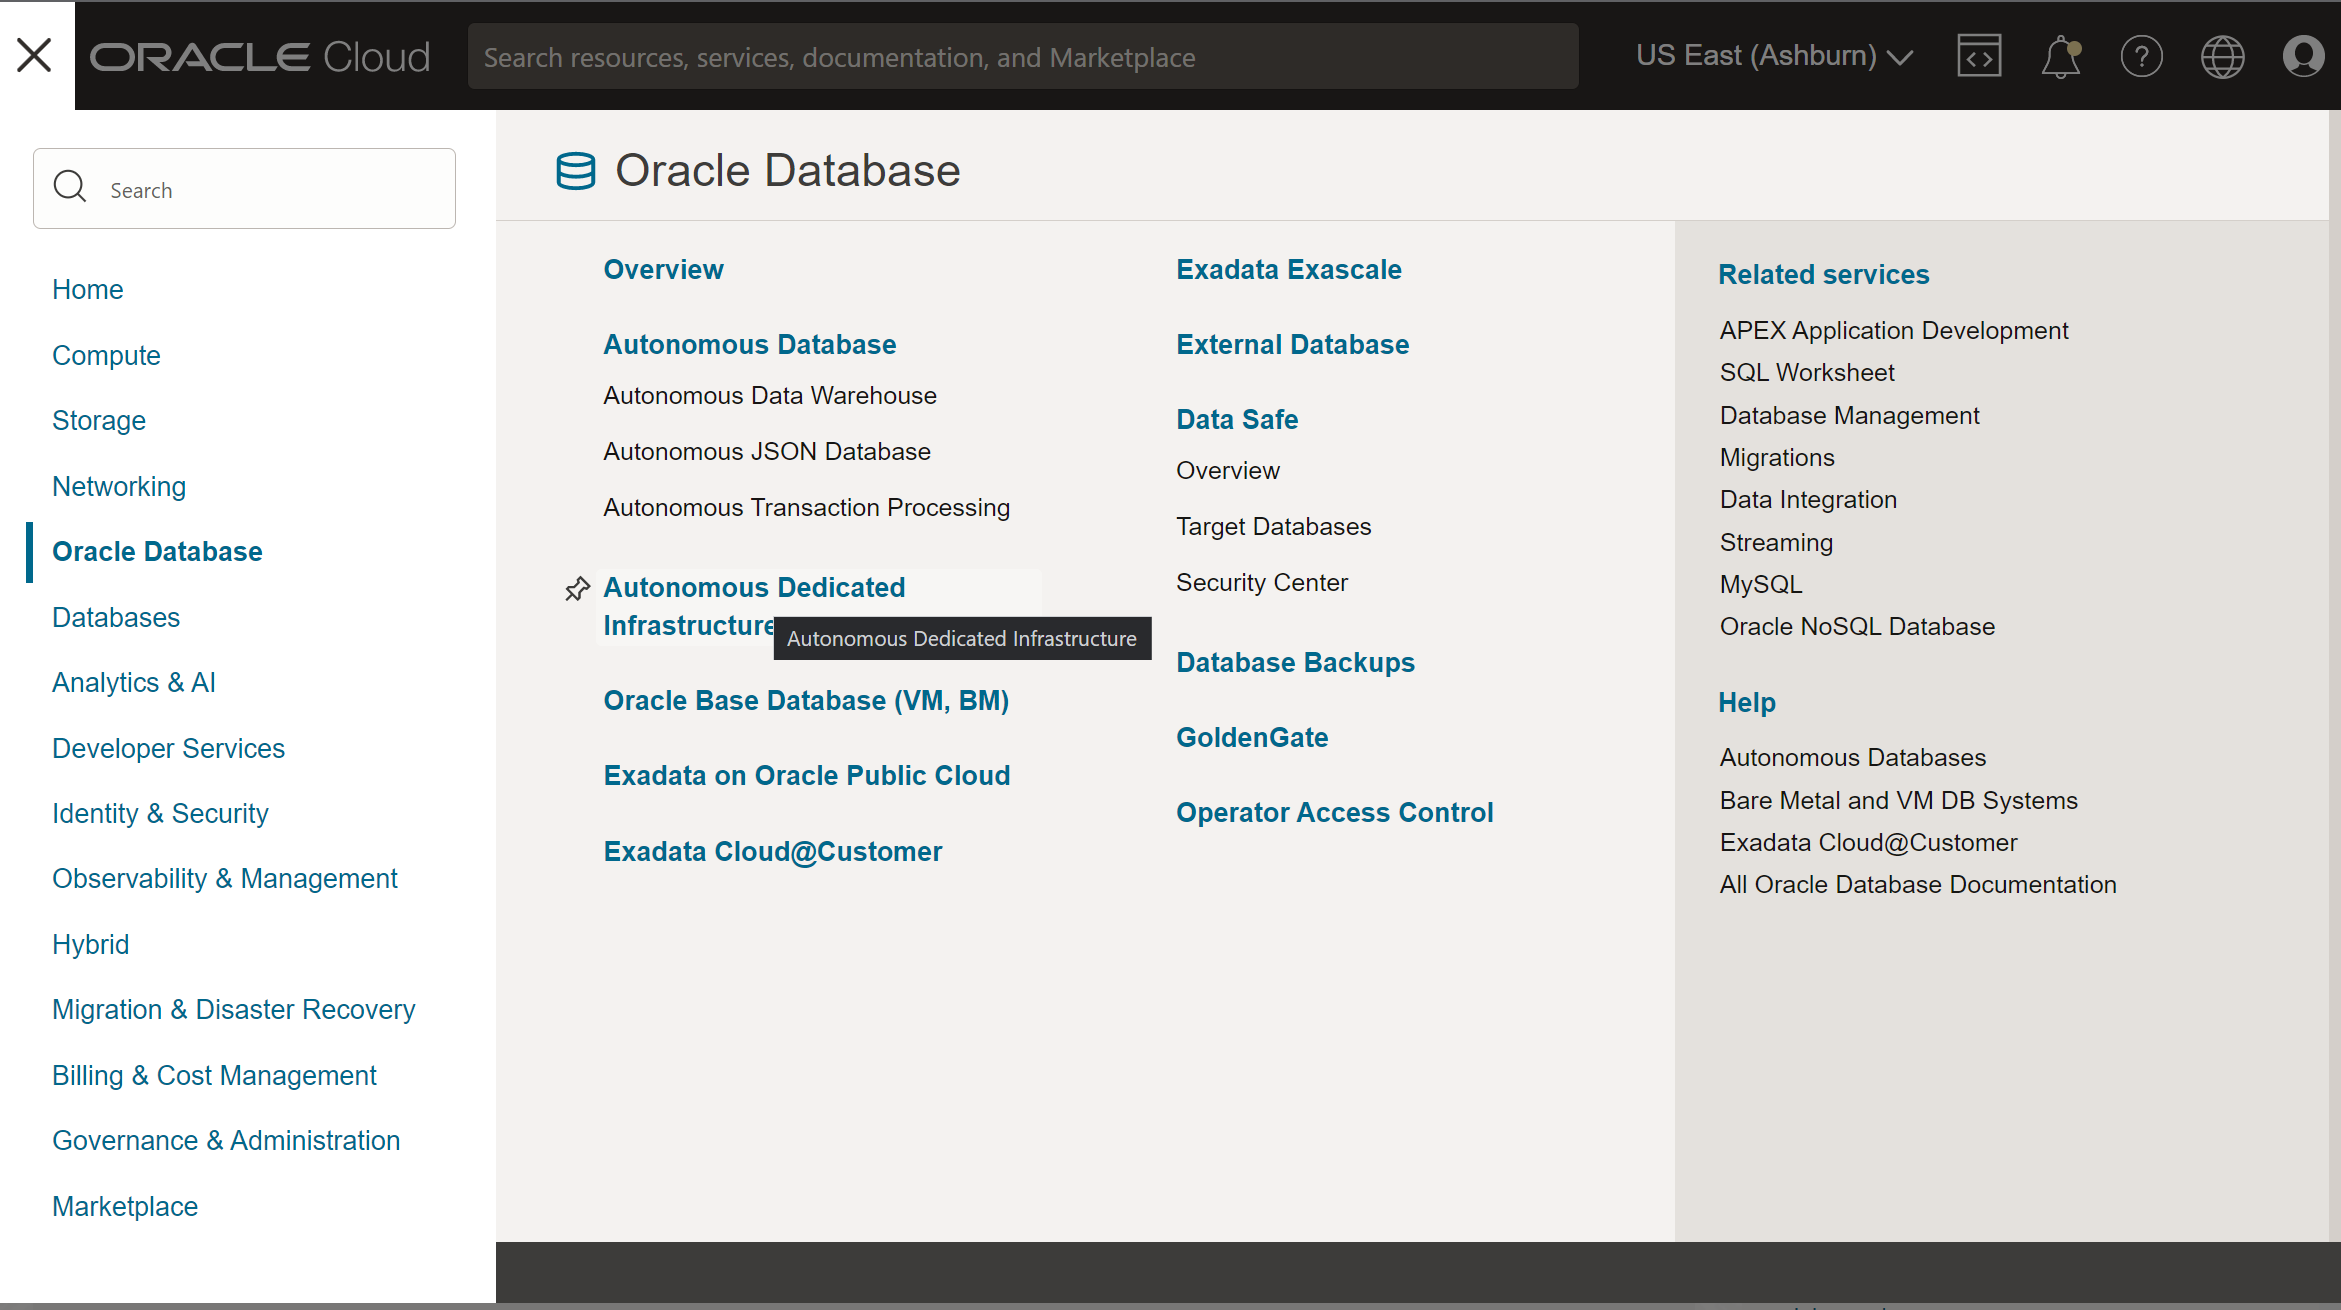 ORACLE Cloud
Search resources, services, documentation, and Marketplace
US East (Ashburn)
Search
Home
Compute
Storage
Networking
Oracle Database
Databases
Analytics & AI
Developer Services
Identity & Security
Observability & Management
Hybrid
Migration & Disaster Recovery
Billing & Cost Management
Governance & Administration
Marketplace
Oracle Database
Overview
Autonomous Database
Autonomous Data Warehouse
Autonomous JSON Database
Autonomous Transaction Processing
Autonomous Dedicated
Infrastructure
Autonomous Dedicated Infrastructure
Oracle Base Database (VM, BM)
Exadata on Oracle Public Cloud
Exadata Cloud@Customer
Exadata Exascale
External Database
Data Safe
Overview
Target Databases
Security Center
Database Backups
GoldenGate
Operator Access Control
Related services
APEX Application Development
SQL Worksheet
Database Management
Migrations
Data Integration
Streaming
MySQL
Oracle NoSQL Database
Help
Autonomous Databases
Bare Metal and VM DB Systems
Exadata Cloud@Customer
All Oracle Database Documentation